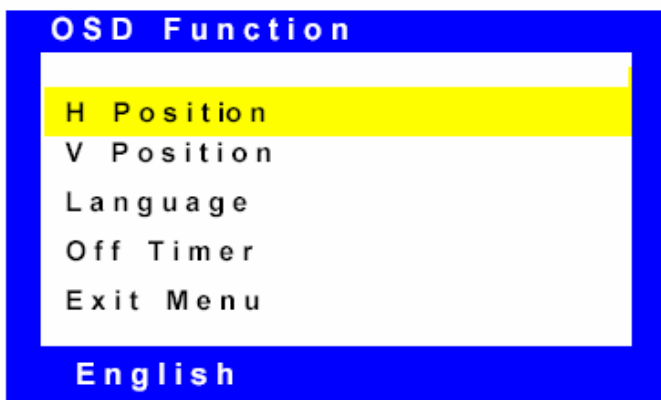 OSD Function
H Position
V Position
Language
Off Timer
Exit Menu
English